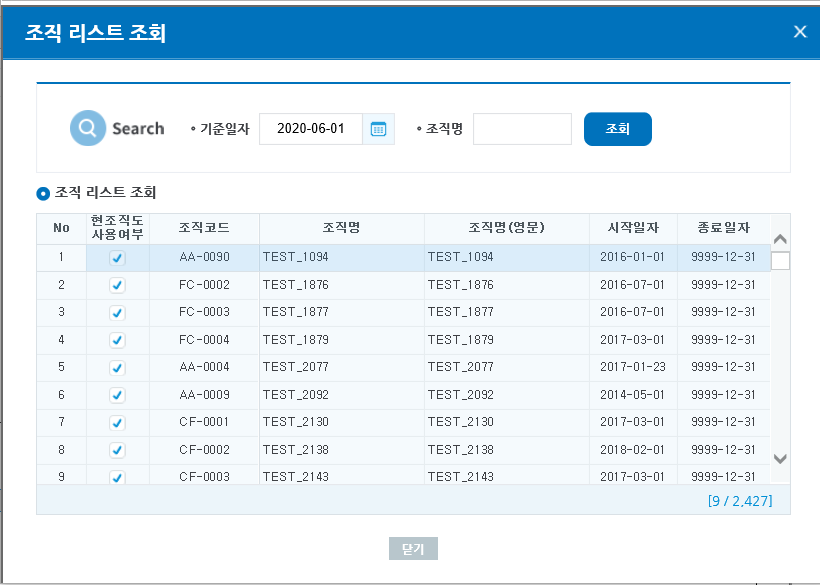 조직 리스트 조회
Search 기준일자 2020-06-01 조직명 조회
조직 리스트 조회
No 현조직도 사용여부 조직코드 조직명 조직명(영문) 시작일자 종료일자
1 AA-0090 TEST_1094 TEST_1094 2016-01-01 9999-12-31
2 FC-0002 TEST_1876 TEST_1876 2016-07-01 9999-12-31
3 FC-0003 TEST_1877 TEST_1877 2016-07-01 9999-12-31
4 FC-0004 TEST_1879 TEST_1879 2017-03-01 9999-12-31
5 AA-0004 TEST_2077 TEST_2077 2017-01-23 9999-12-31
6 AA-0009 TEST_2092 TEST_2092 2014-05-01 9999-12-31
7 CF-0001 TEST_2130 TEST_2130 2017-03-01 9999-12-31
8 CF-0002 TEST_2138 TEST_2138 2018-02-01 9999-12-31
9 CF-0003 TEST_2143 TEST_2143 2017-03-01 9999-12-31
[9 / 2,427]
닫기